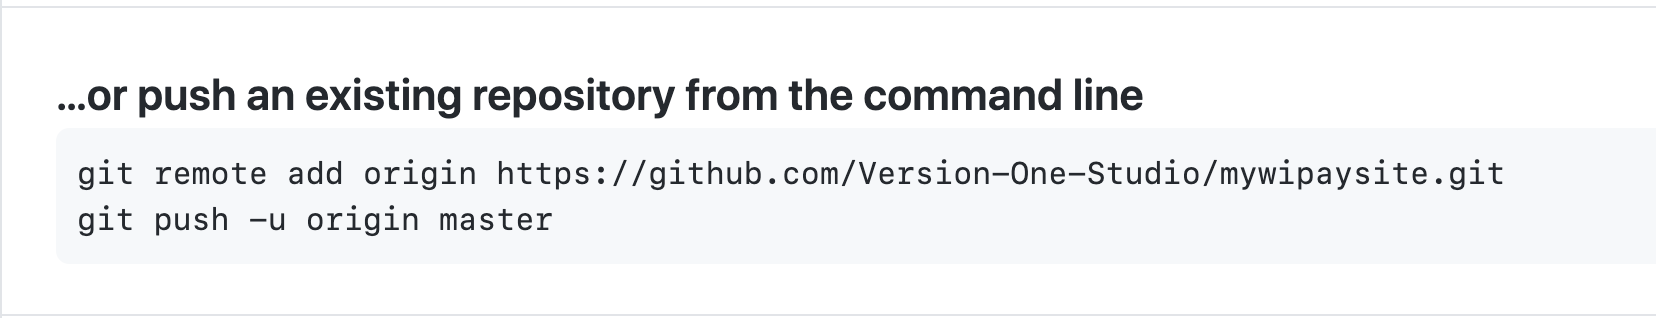 ...or push an existing repository from the command line
git remote add origin https://github.com/Version-One-Studio/mywipaysite.git
git push -u origin master